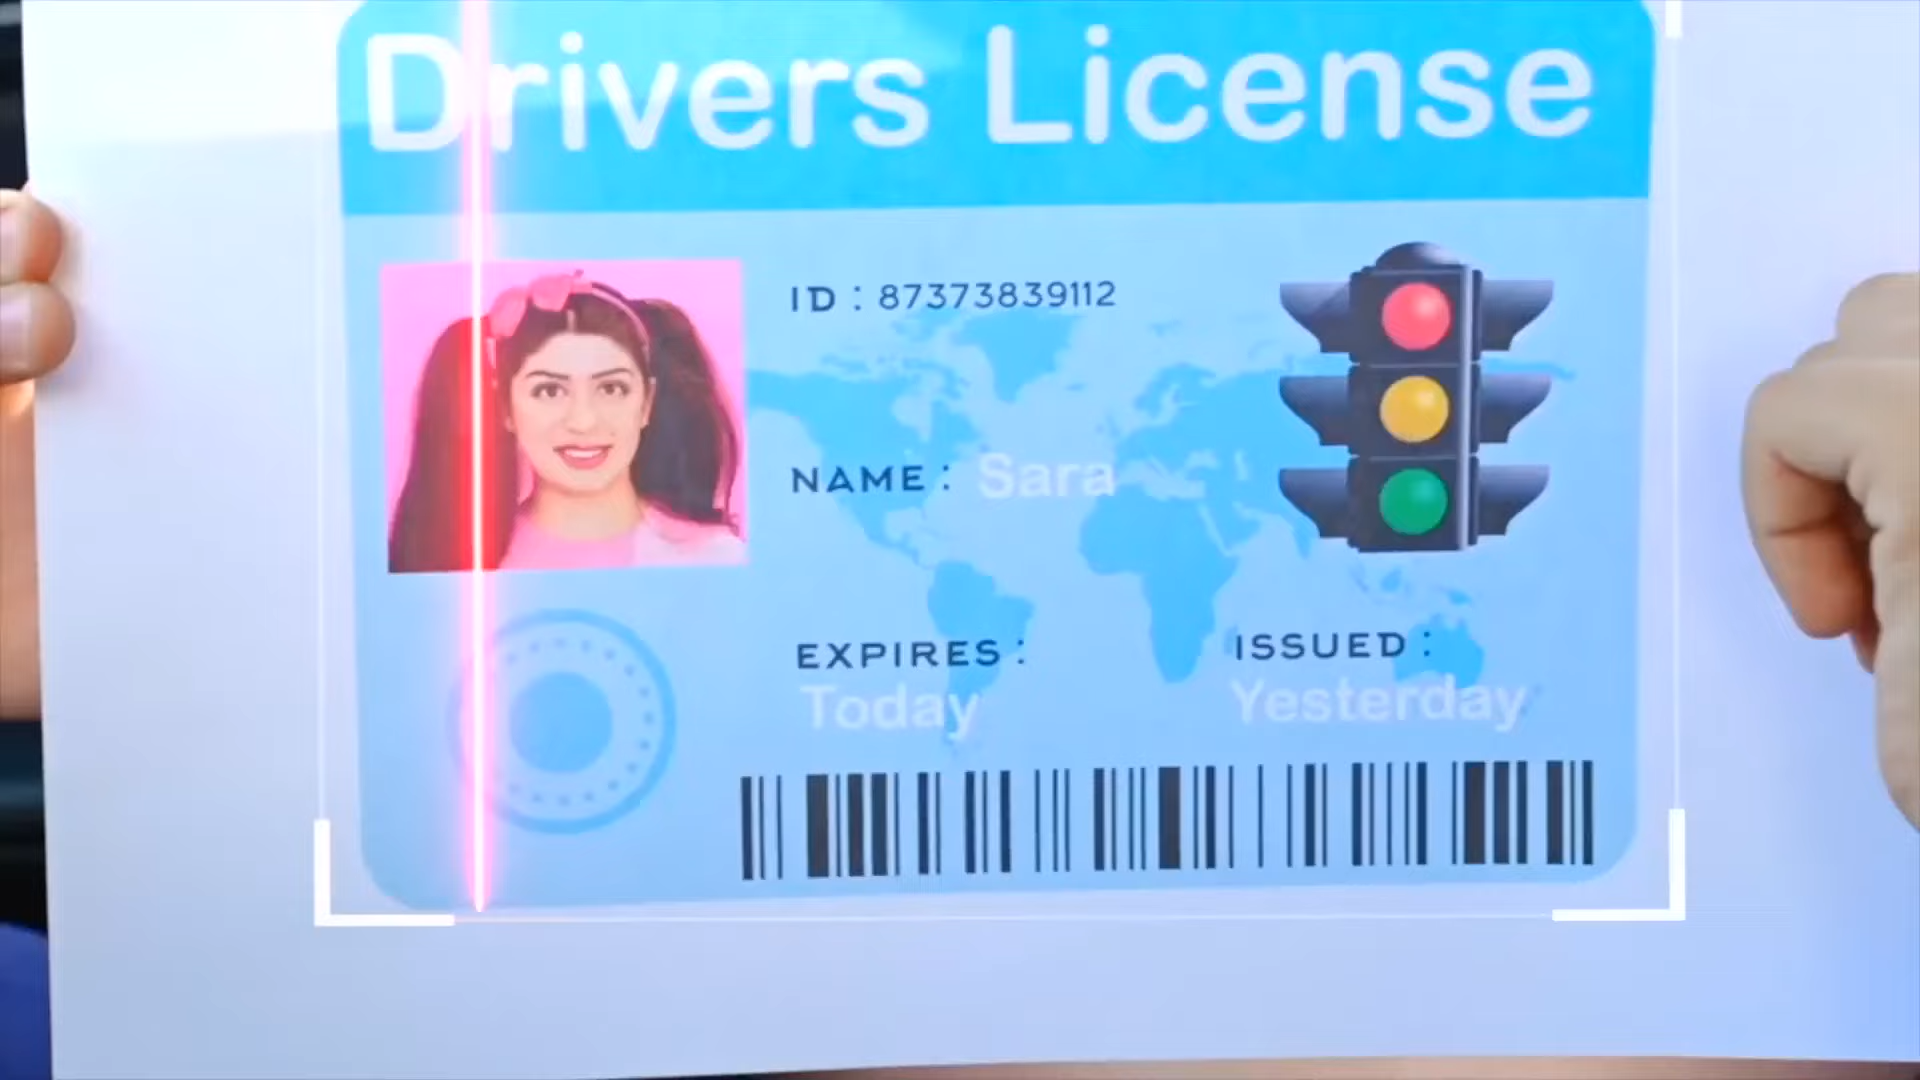 Drivers License
ID : 87373839112
NAME : Sara
EXPIRES :
Today
ISSUED :
Yesterday